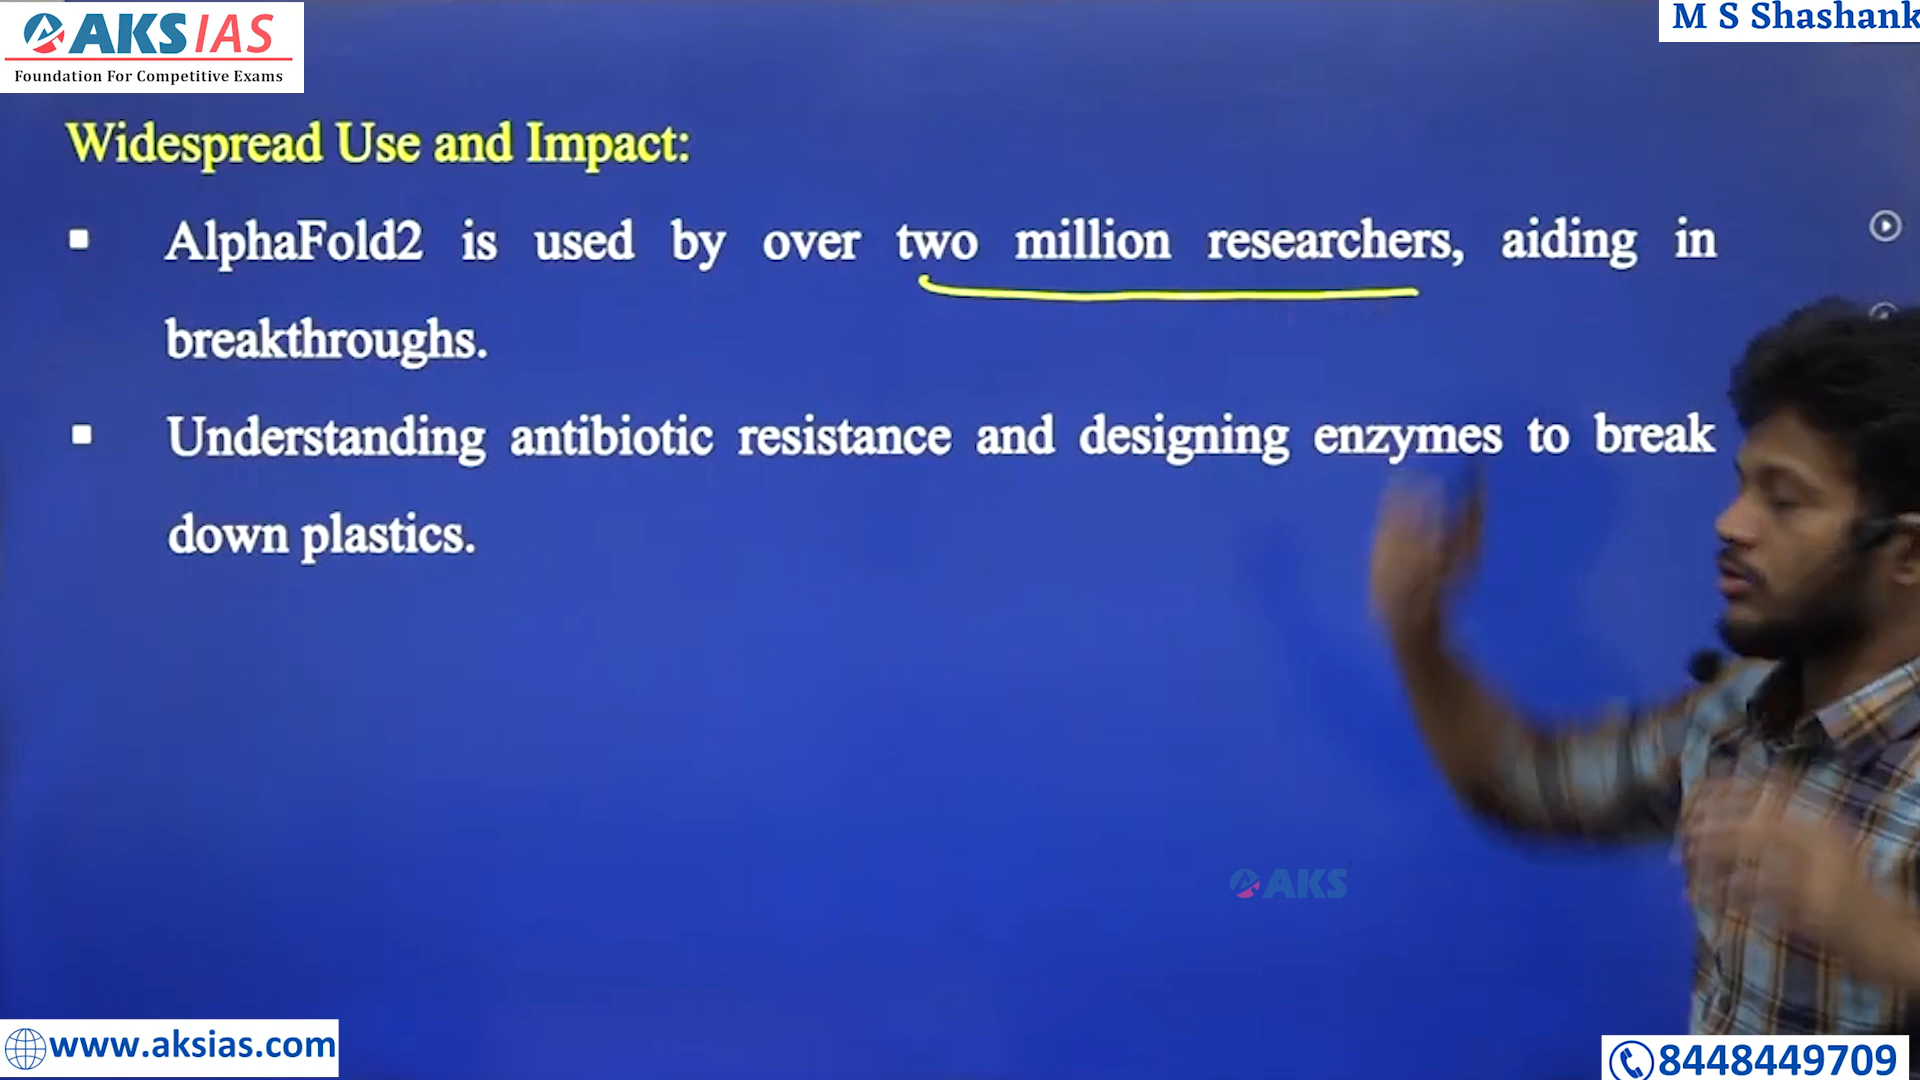 AKS IAS
Foundation For Competitive Exams
M S Shashank
Widespread Use and Impact:
AlphaFold2 is used by over two million researchers, aiding in
breakthroughs.
Understanding antibiotic resistance and designing enzymes to break
down plastics.
AKS
www.aksias.com
8448449709